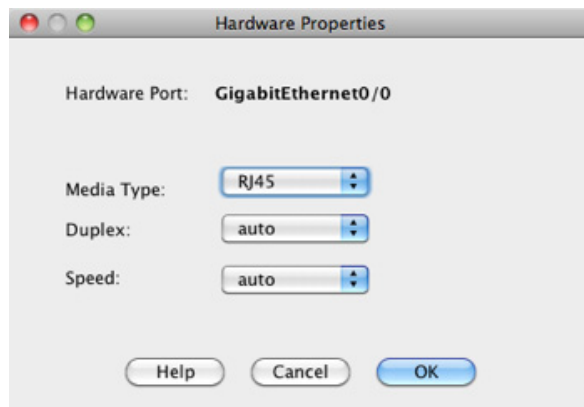 Hardware Properties
Hardware Port: GigabitEthernet0/0
Media Type: RJ45
Duplex: auto
Speed: auto
Help Cancel OK